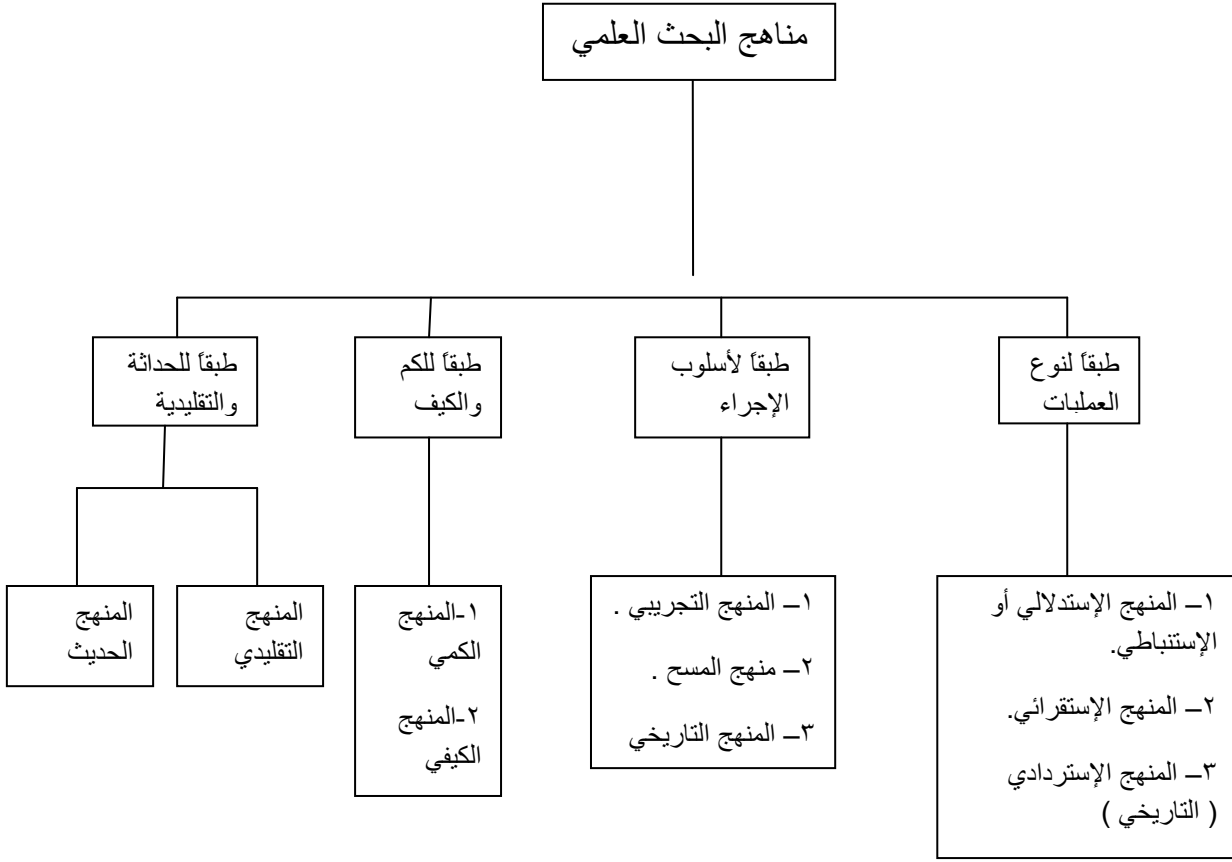 مناهج البحث العلمي
طبقاً لنوع
العمليات
طبقاً لأسلوب
الإجراء
طبقاً للكم
والكيف
طبقاً للحداثة
والتقليدية
١– المنهج الإستدلالي أو
الإستنباطي.
٢– المنهج الإستقرائي.
٣– المنهج الإستردادي
( التاريخي )
١– المنهج التجريبي .
٢– منهج المسح .
٣– المنهج التاريخي
١-المنهج
الكمي
٢-المنهج
الكيفي
المنهج
التقليدي
المنهج
الحديث